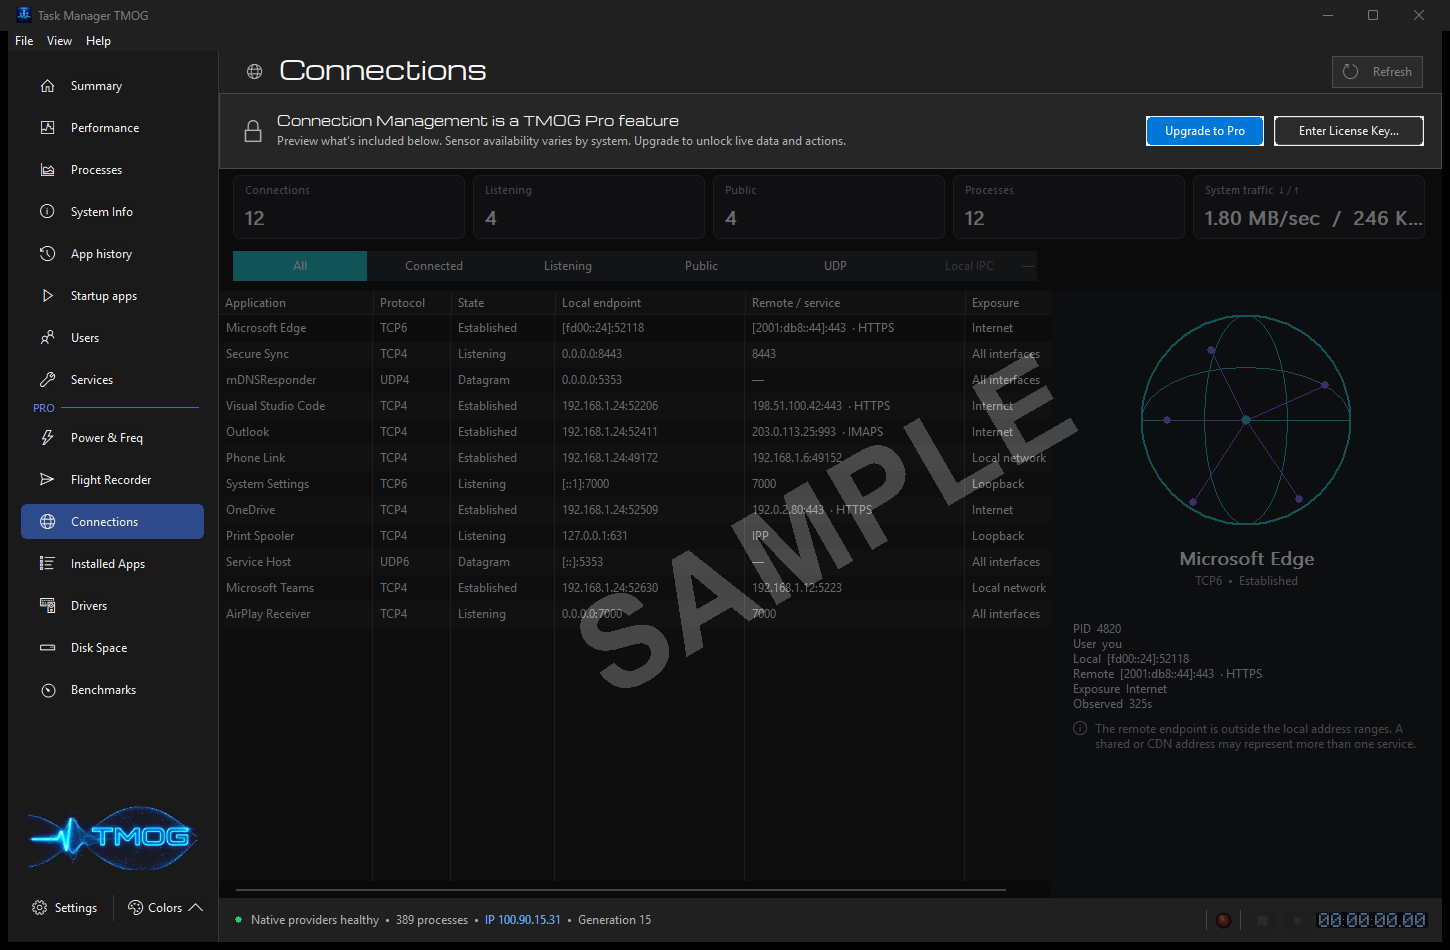 Task Manager TMOG
File View Help
Summary
Performance
Processes
System Info
App history
Startup apps
Users
Services
PRO
Power & Freq
Flight Recorder
Connections
Installed Apps
Drivers
Disk Space
Benchmarks
TMOG
Settings Colors
Connections
Refresh
Connection Management is a TMOG Pro feature
Preview what's included below. Sensor availability varies by system. Upgrade to unlock live data and actions.
Upgrade to Pro Enter License Key...
Connections Listening Public Processes System traffic ↓ / ↑
12 4 4 12 1.80 MB/sec / 246 K...
All Connected Listening Public UDP Local IPC —
Application Protocol State Local endpoint Remote / service Exposure
Microsoft Edge TCP6 Established [fd00::24]:52118 [2001:db8::44]:443 · HTTPS Internet
Secure Sync TCP4 Listening 0.0.0.0:8443 8443 All interfaces
mDNSResponder UDP4 Datagram 0.0.0.0:5353 — All interfaces
Visual Studio Code TCP4 Established 192.168.1.24:52206 198.51.100.42:443 · HTTPS Internet
Outlook TCP4 Established 192.168.1.24:52411 203.0.113.25:993 · IMAPS Internet
Phone Link TCP4 Established 192.168.1.24:49172 192.168.1.6:49152 Local network
System Settings TCP6 Listening [::1]:7000 7000 Loopback
OneDrive TCP4 Established 192.168.1.24:52509 192.0.2.80:443 · HTTPS Internet
Print Spooler TCP4 Listening 127.0.0.1:631 IPP Loopback
Service Host UDP6 Datagram [::]:5353 — All interfaces
Microsoft Teams TCP4 Established 192.168.1.24:52630 192.168.1.12:5223 Local network
AirPlay Receiver TCP4 Listening 0.0.0.0:7000 7000 All interfaces
SAMPLE
Microsoft Edge
TCP6 • Established
PID 4820
User you
Local [fd00::24]:52118
Remote [2001:db8::44]:443 · HTTPS
Exposure Internet
Observed 325s
The remote endpoint is outside the local address ranges. A
shared or CDN address may represent more than one service.
Native providers healthy • 389 processes • IP 100.90.15.31 • Generation 15
00:00:00.00